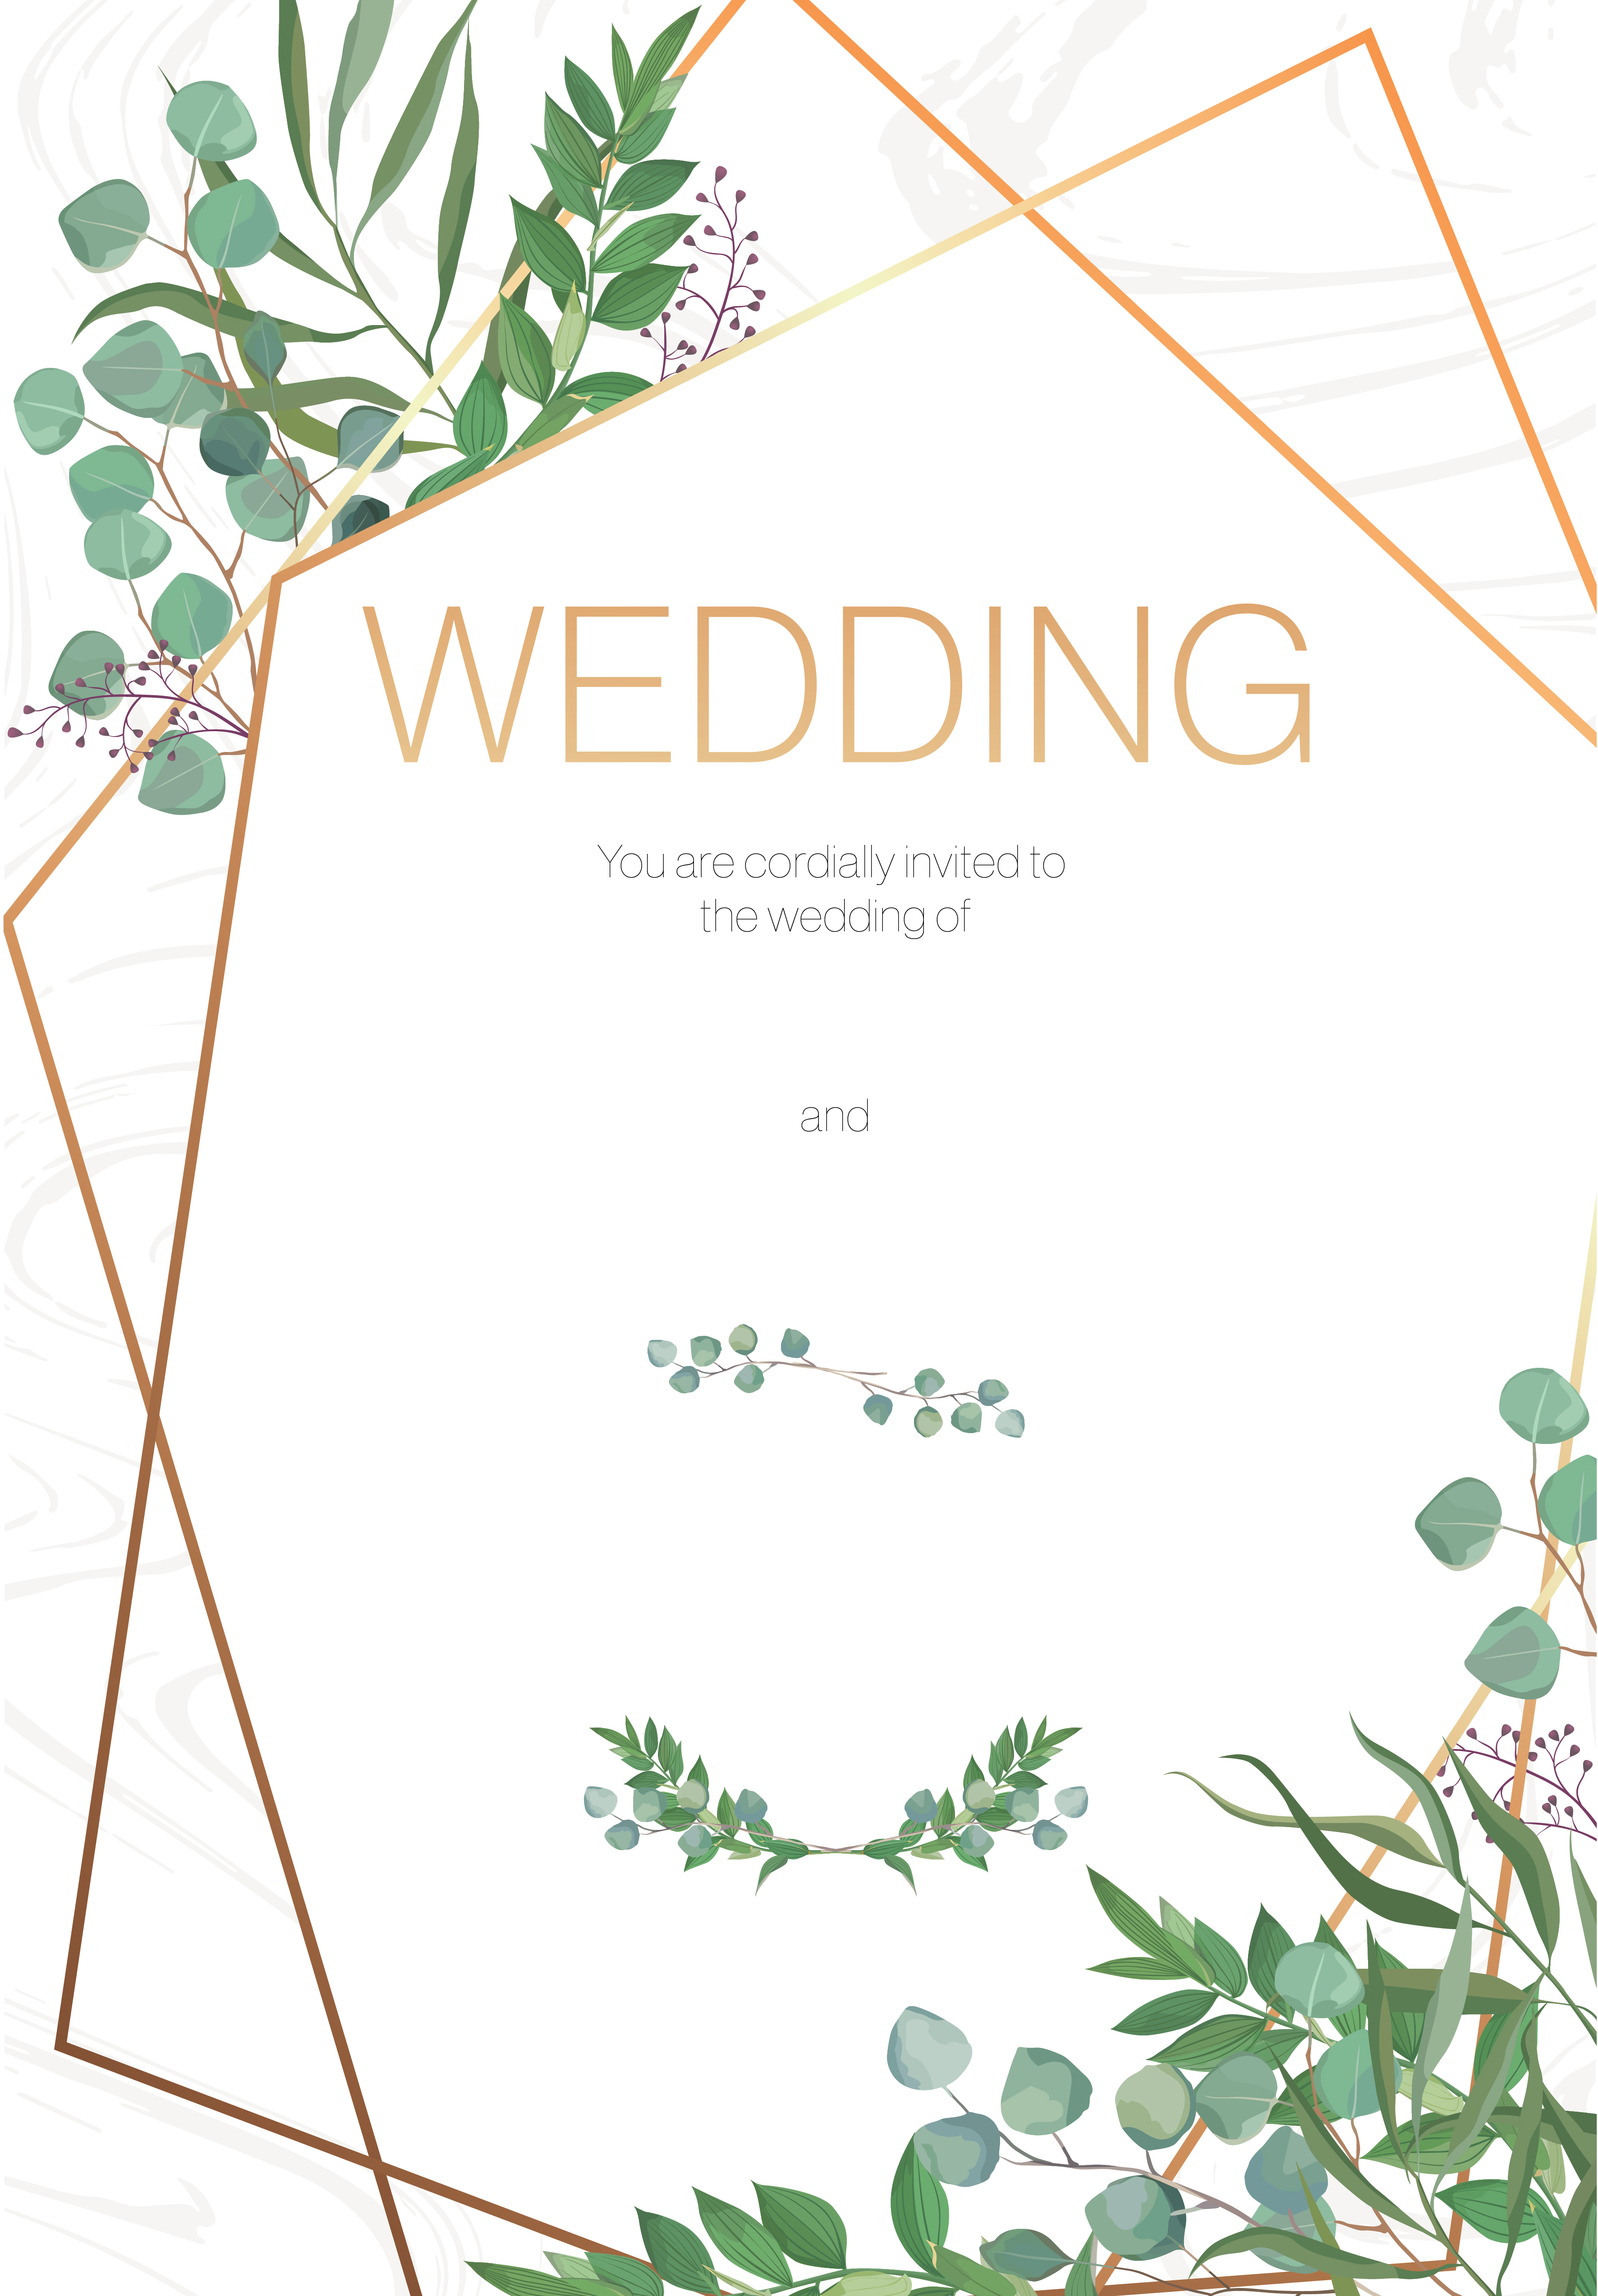 WEDDING
You are cordially invited to
the wedding of
and